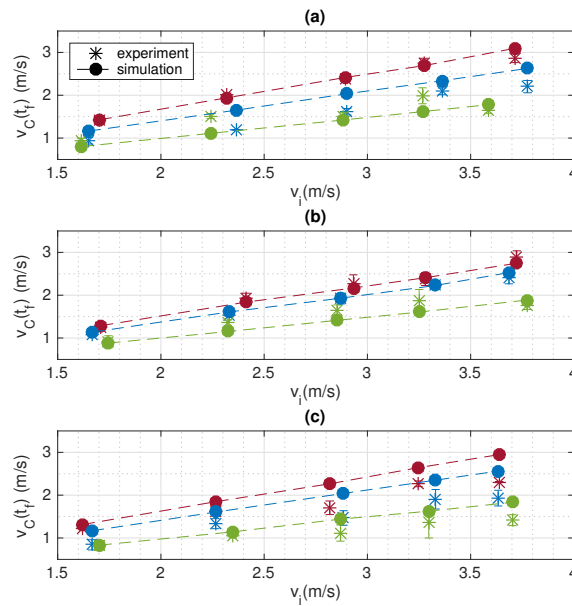 (a)
v_C(t_f) (m/s)
3
2
1
experiment
simulation
1.5 2 2.5 3 3.5 4
v_i(m/s)
(b)
v_C(t_f) (m/s)
3
2
1
1.5 2 2.5 3 3.5 4
v_i(m/s)
(c)
v_C(t_f) (m/s)
3
2
1
1.5 2 2.5 3 3.5 4
v_i(m/s)